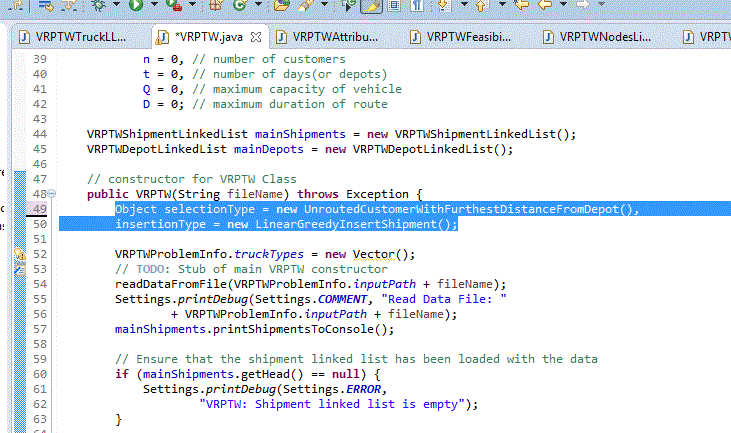 VRPTWTruckLL...
*VRPTW.java
VRPTWAttribu...
VRPTWFeasibi...
VRPTWNodesLi...
VRPTW
39 n = 0, // number of customers
40 t = 0, // number of days(or depots)
41 Q = 0, // maximum capacity of vehicle
42 D = 0; // maximum duration of route
43
44 VRPTWShipmentLinkedList mainShipments = new VRPTWShipmentLinkedList();
45 VRPTWDepotLinkedList mainDepots = new VRPTWDepotLinkedList();
46
47 // constructor for VRPTW Class
48 public VRPTW(String fileName) throws Exception {
49 Object selectionType = new UnroutedCustomerWithFurthestDistanceFromDepot(),
50 insertionType = new LinearGreedyInsertShipment();
51
52 VRPTWProblemInfo.truckTypes = new Vector();
53 // TODO: Stub of main VRPTW constructor
54 readDataFromFile(VRPTWProblemInfo.inputPath + fileName);
55 Settings.printDebug(Settings.COMMENT, "Read Data File: "
56 + VRPTWProblemInfo.inputPath + fileName);
57 mainShipments.printShipmentsToConsole();
58
59 // Ensure that the shipment linked list has been loaded with the data
60 if (mainShipments.getHead() == null) {
61 Settings.printDebug(Settings.ERROR,
62 "VRPTW: Shipment linked list is empty");
63 }